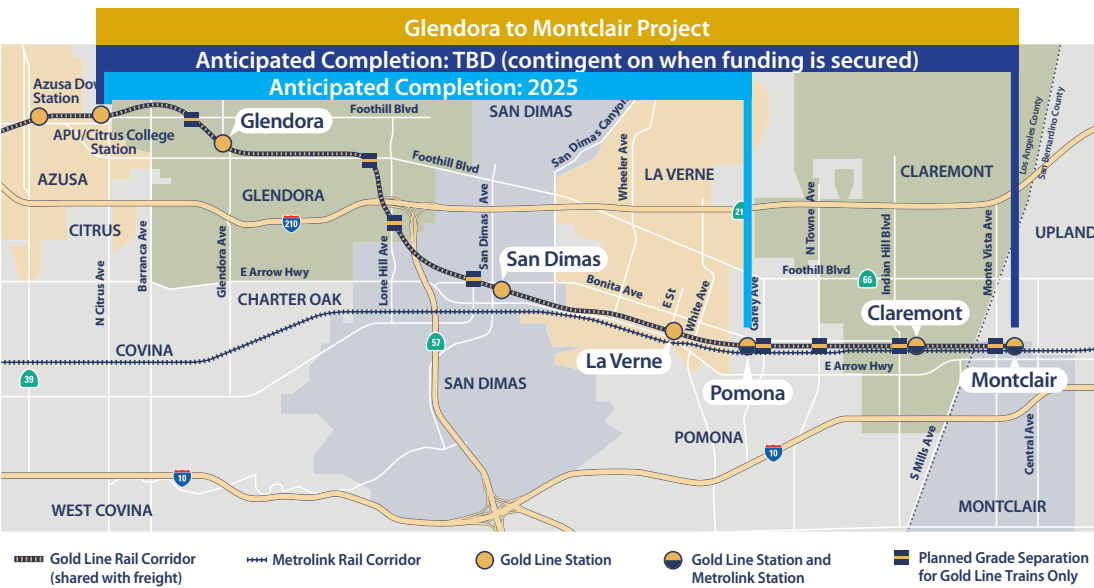 Glendora to Montclair Project
Anticipated Completion: TBD (contingent on when funding is secured)
Anticipated Completion: 2025
Azusa Dow
Station
APU/Citrus College
Station
Glendora
Foothill Blvd
SAN DIMAS
San Dimas Canyon
Foothill Blvd
Wheeler Ave
LA VERNE
CLAREMONT
Los Angeles County
San Bernardino County
AZUSA
GLENDORA
210
21
CITRUS
UPLAND
N Citrus Ave
Barranca Ave
Glendora Ave
E Arrow Hwy
Lone Hill Ave
San Dimas Ave
San Dimas
N Towne Ave
Foothill Blvd
66
Indian Hill Blvd
Monte Vista Ave
CHARTER OAK
Bonita Ave
E St
White Ave
Garey Ave
Claremont
COVINA
57
La Verne
E Arrow Hwy
39
SAN DIMAS
Pomona
Montclair
POMONA
10
10
S Mills Ave
Central Ave
WEST COVINA
MONTCLAIR
Gold Line Rail Corridor
(shared with freight)
Metrolink Rail Corridor
Gold Line Station
Gold Line Station and
Metrolink Station
Planned Grade Separation
for Gold Line Trains Only